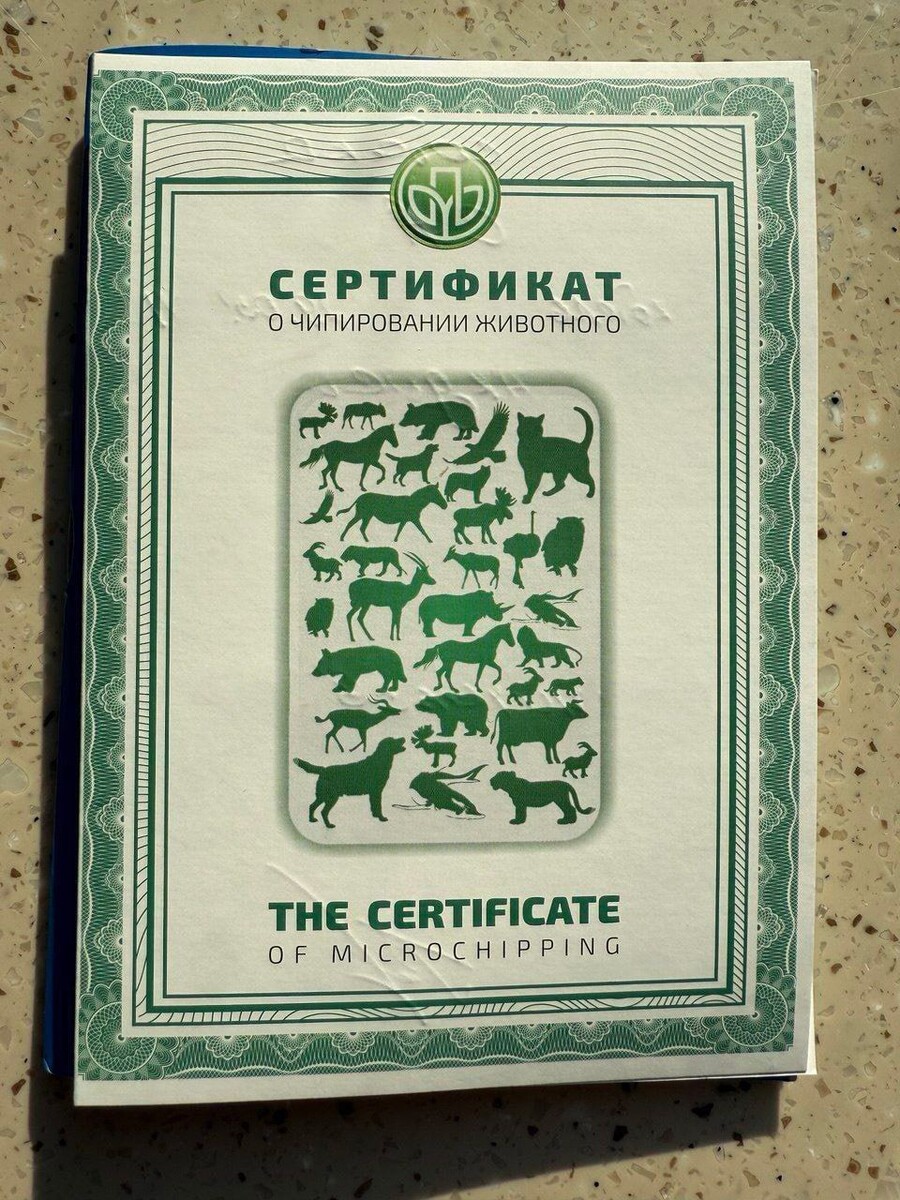 СЕРТИФИКАТ
О ЧИПИРОВАНИИ ЖИВОТНОГО
THE CERTIFICATE
OF MICROCHIPPING